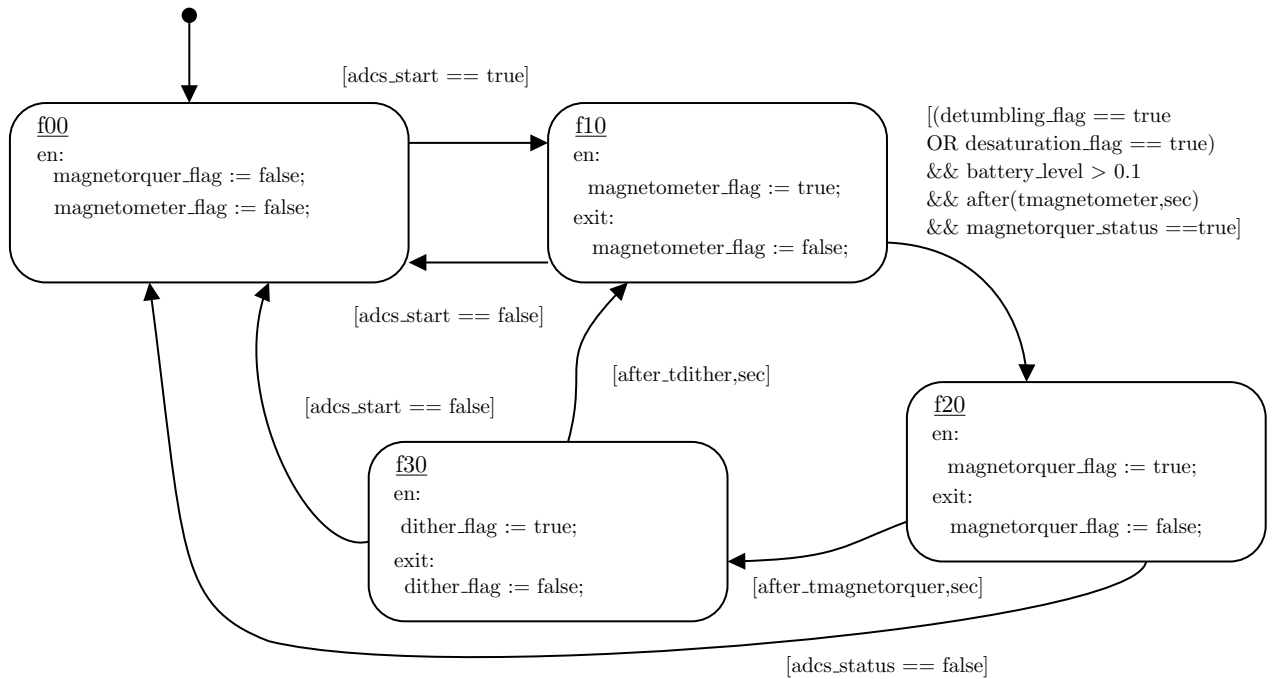 [adcs_start == true]
f00
en:
magnetorquer_flag := false;
magnetometer_flag := false;
f10
en:
magnetometer_flag := true;
exit:
magnetometer_flag := false;
[(detumbling_flag == true
OR desaturation_flag == true)
&& battery_level > 0.1
&& after(tmagnetometer,sec)
&& magnetorquer_status ==true]
[adcs_start == false]
[after_tdither,sec]
[adcs_start == false]
f20
en:
magnetorquer_flag := true;
exit:
magnetorquer_flag := false;
f30
en:
dither_flag := true;
exit:
dither_flag := false;
[after_tmagnetorquer,sec]
[adcs_status == false]